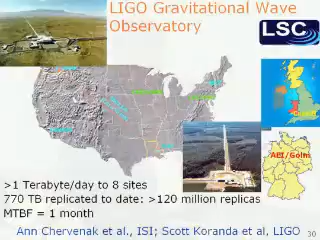 LIGO Gravitational Wave
Observatory
LSC
AEI/Golm
>1 Terabyte/day to 8 sites
770 TB replicated to date: >120 million replicas
MTBF = 1 month
Ann Chervenak et al., ISI; Scott Koranda et al, LIGO
30